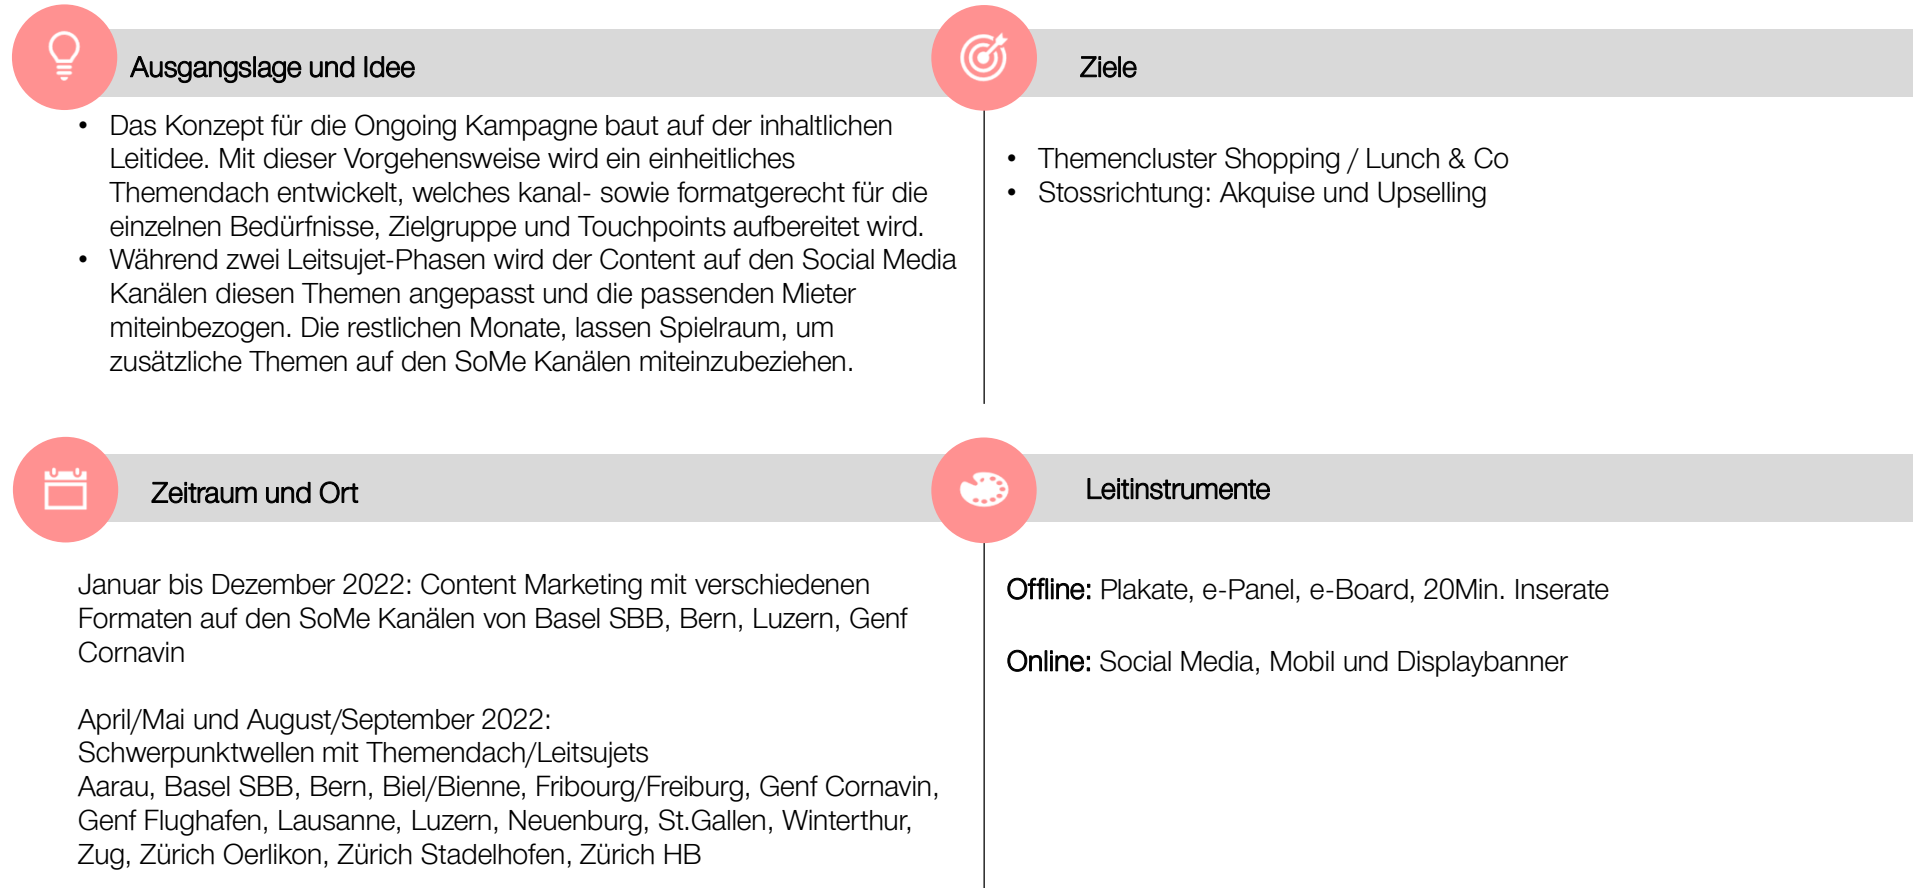 Ausgangslage und Idee
• Das Konzept für die Ongoing Kampagne baut auf der inhaltlichen
Leitidee. Mit dieser Vorgehensweise wird ein einheitliches
Themendach entwickelt, welches kanal- sowie formatgerecht für die
einzelnen Bedürfnisse, Zielgruppe und Touchpoints aufbereitet wird.
• Während zwei Leitsujet-Phasen wird der Content auf den Social Media
Kanälen diesen Themen angepasst und die passenden Mieter
miteinbezogen. Die restlichen Monate, lassen Spielraum, um
zusätzliche Themen auf den SoMe Kanälen miteinzubeziehen.
Ziele
• Themencluster Shopping / Lunch & Co
• Stossrichtung: Akquise und Upselling
Zeitraum und Ort
Januar bis Dezember 2022: Content Marketing mit verschiedenen
Formaten auf den SoMe Kanälen von Basel SBB, Bern, Luzern, Genf
Cornavin
April/Mai und August/September 2022:
Schwerpunktwellen mit Themendach/Leitsujets
Aarau, Basel SBB, Bern, Biel/Bienne, Fribourg/Freiburg, Genf Cornavin,
Genf Flughafen, Lausanne, Luzern, Neuenburg, St.Gallen, Winterthur,
Zug, Zürich Oerlikon, Zürich Stadelhofen, Zürich HB
Leitinstrumente
Offline: Plakate, e-Panel, e-Board, 20Min. Inserate
Online: Social Media, Mobil und Displaybanner